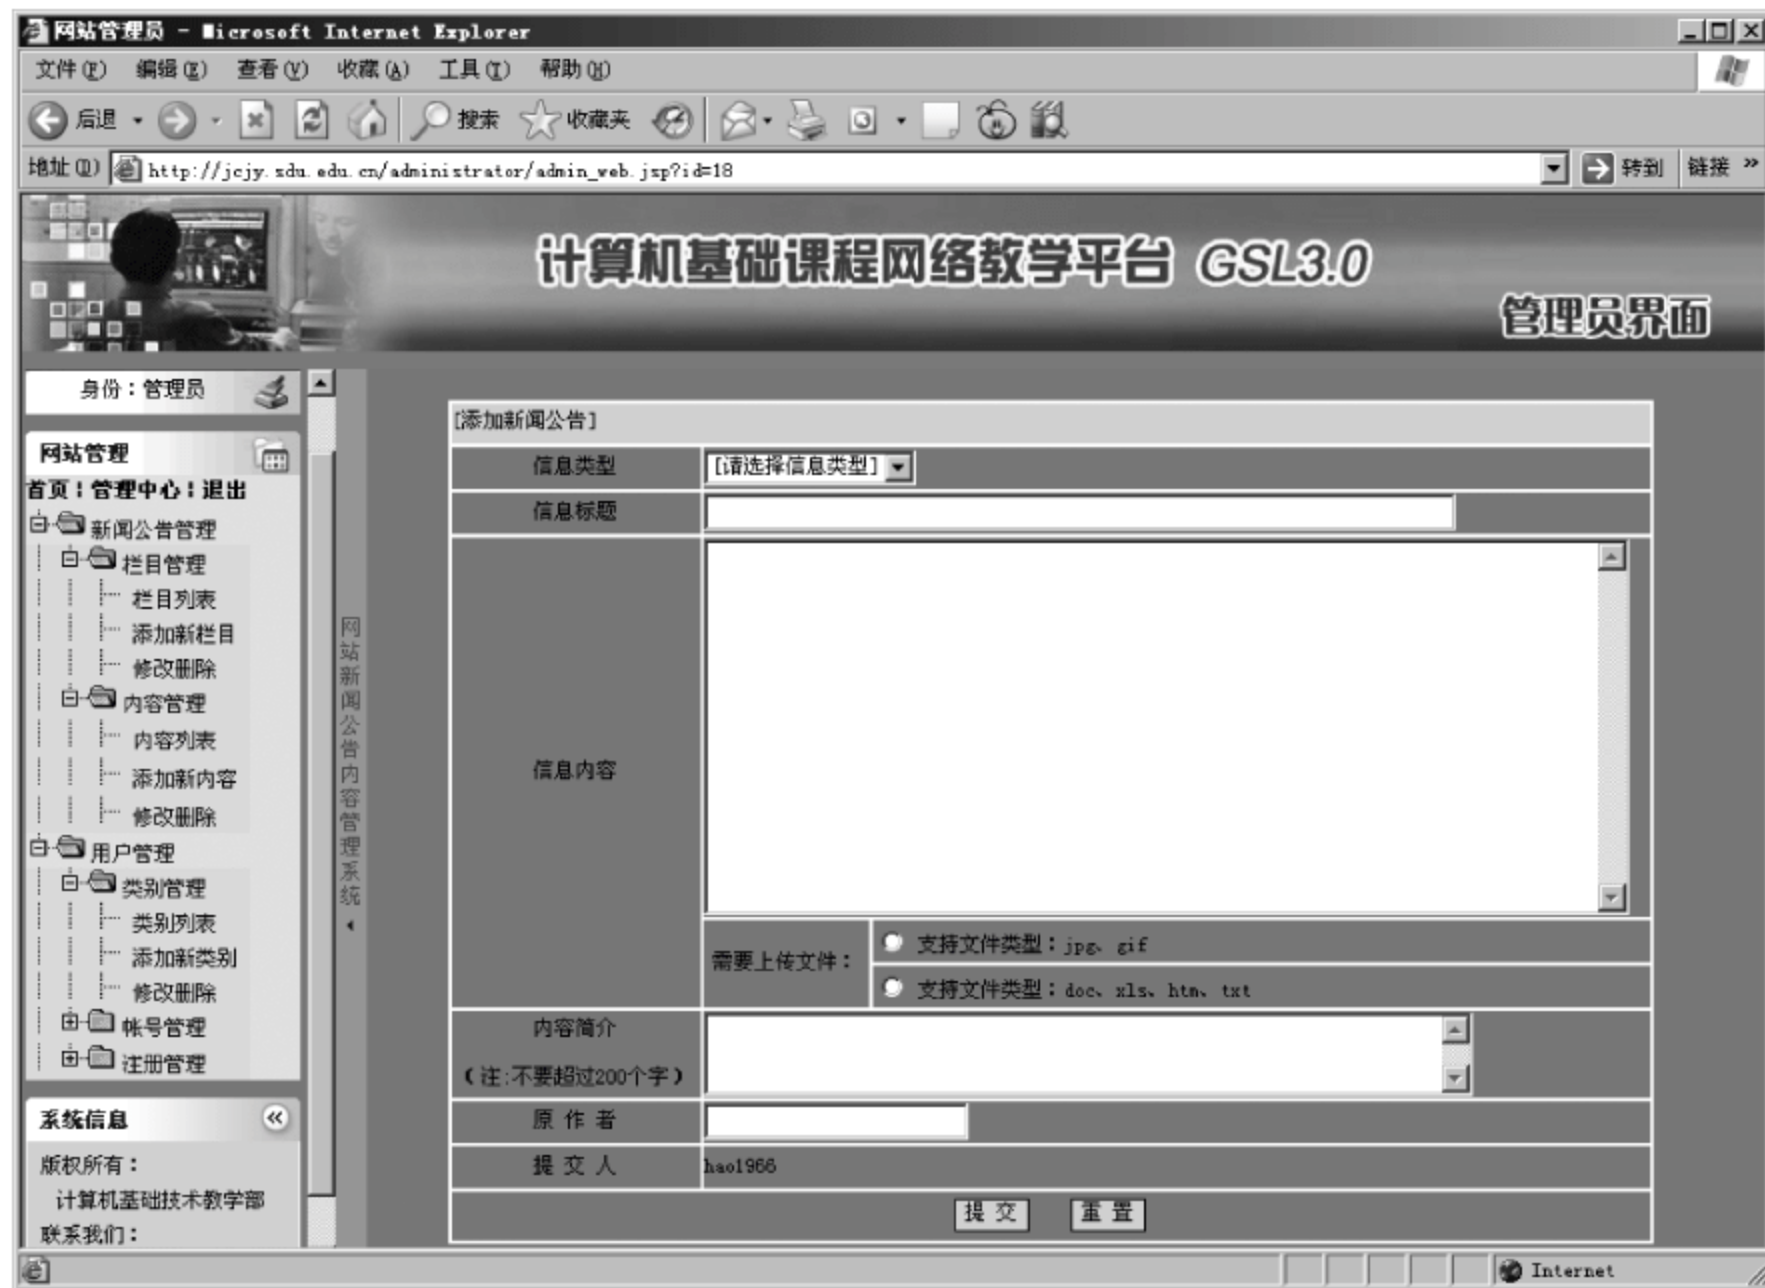 网站管理员 - Microsoft Internet Explorer
文件(F) 编辑(E) 查看(V) 收藏(A) 工具(T) 帮助(H)
后退 搜索 收藏夹
地址(D) http://jcjy.sdu.edu.cn/administrator/admin_web.jsp?id=18 转到 链接 »
计算机基础课程网络教学平台 GSL3.0
管理员界面
身份：管理员
网站管理
首页¦管理中心¦退出
新闻公告管理
栏目管理
栏目列表
添加新栏目
修改删除
内容管理
内容列表
添加新内容
修改删除
用户管理
类别管理
类别列表
添加新类别
修改删除
帐号管理
注册管理
系统信息
版权所有：
计算机基础技术教学部
联系我们：
网站新闻公告内容管理系统
[添加新闻公告]
信息类型 [请选择信息类型]
信息标题
信息内容
需要上传文件：
支持文件类型：jpg、gif
支持文件类型：doc、xls、htm、txt
内容简介
（注:不要超过200个字）
原 作 者
提 交 人 hao1966
提 交 重 置
Internet